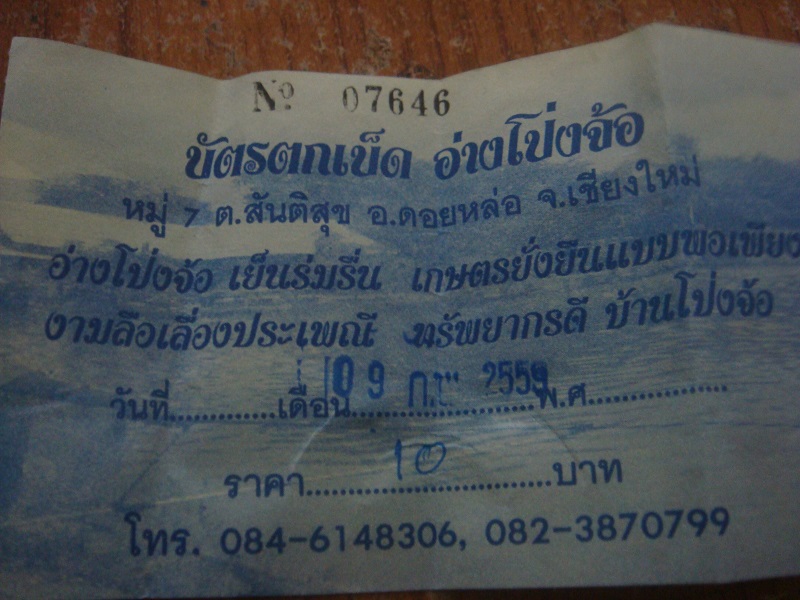 Nº 07646
บัตรตกเบ็ด อ่างโป่งจ้อ
หมู่ 7 ต.สันติสุข อ.ดอยหล่อ จ.เชียงใหม่
อ่างโป่งจ้อ เย็นร่มรื่น เกษตรยั่งยืนแบบพอเพียง
งามลือเลื่องประเพณี ทรัพยากรดี บ้านโป่งจ้อ
วันที่............เดือน 09 ก.พ. 2559 พ.ศ................
ราคา..........10..........บาท
โทร. 084-6148306, 082-3870799